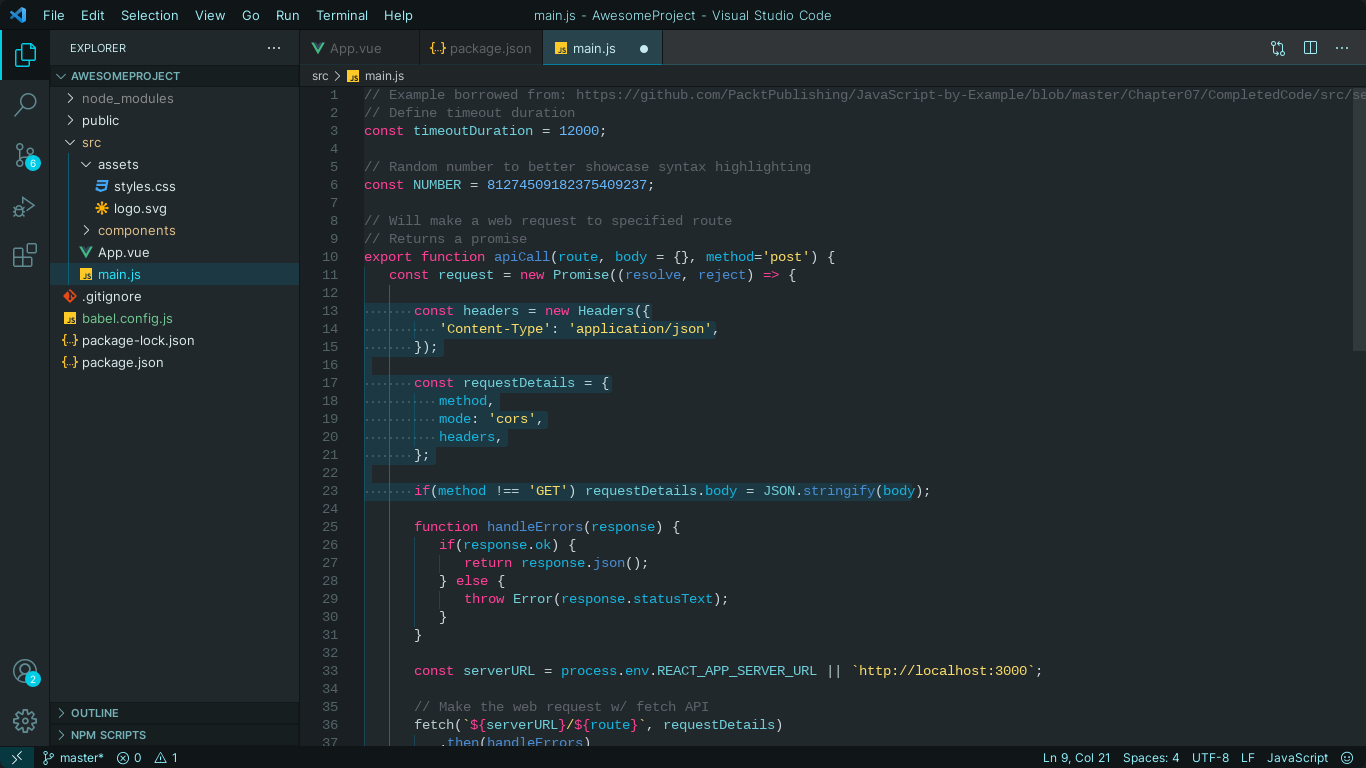 File Edit Selection View Go Run Terminal Help main.js - AwesomeProject - Visual Studio Code
EXPLORER
App.vue
{..} package.json
JS main.js
AWESOMEPROJECT
src > JS main.js
node_modules
public
src
assets
styles.css
logo.svg
components
App.vue
JS main.js
.gitignore
JS babel.config.js
{..} package-lock.json
{..} package.json
OUTLINE
NPM SCRIPTS
6
2
1 // Example borrowed from: https://github.com/PacktPublishing/JavaScript-by-Example/blob/master/Chapter07/CompletedCode/src/se
2 // Define timeout duration
3 const timeoutDuration = 12000;
4
5 // Random number to better showcase syntax highlighting
6 const NUMBER = 81274509182375409237;
7
8 // Will make a web request to specified route
9 // Returns a promise
10 export function apiCall(route, body = {}, method='post') {
11 const request = new Promise((resolve, reject) => {
12
13 const headers = new Headers({
14 'Content-Type': 'application/json',
15 });
16
17 const requestDetails = {
18 method,
19 mode: 'cors',
20 headers,
21 };
22
23 if(method !== 'GET') requestDetails.body = JSON.stringify(body);
24
25 function handleErrors(response) {
26 if(response.ok) {
27 return response.json();
28 } else {
29 throw Error(response.statusText);
30 }
31 }
32
33 const serverURL = process.env.REACT_APP_SERVER_URL || `http://localhost:3000`;
34
35 // Make the web request w/ fetch API
36 fetch(`${serverURL}/${route}`, requestDetails)
37 .then(handleErrors)
master* 0 1 Ln 9, Col 21 Spaces: 4 UTF-8 LF JavaScript